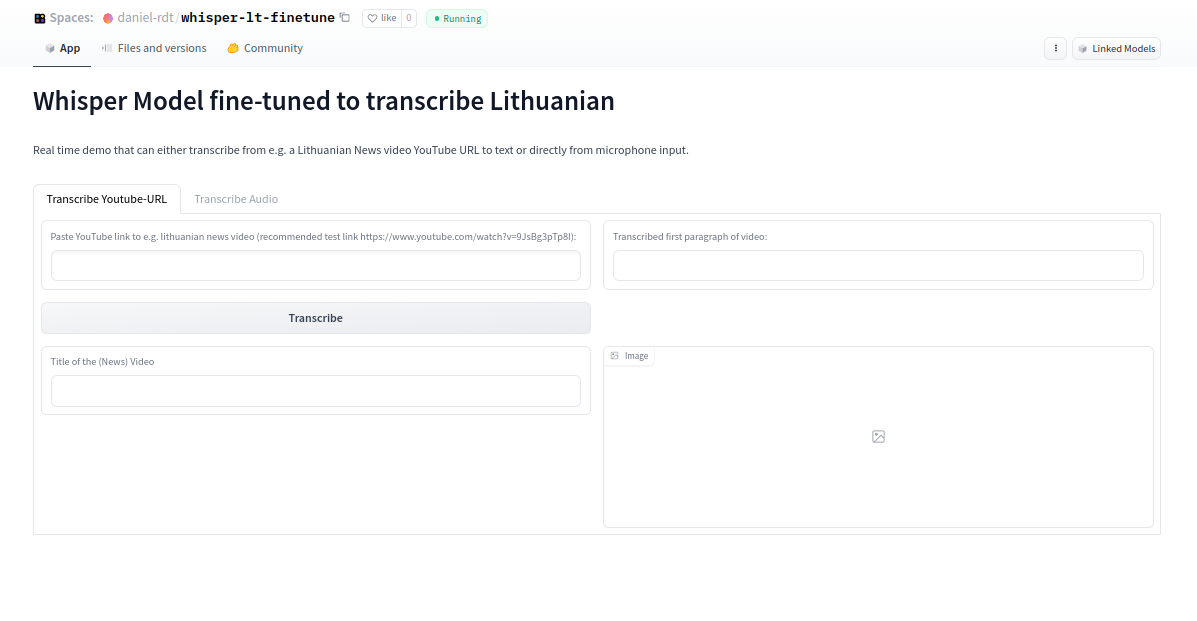 Spaces: daniel-rdt/whisper-lt-finetune like 0 Running
App Files and versions Community Linked Models
Whisper Model fine-tuned to transcribe Lithuanian
Real time demo that can either transcribe from e.g. a Lithuanian News video YouTube URL to text or directly from microphone input.
Transcribe Youtube-URL Transcribe Audio
Paste YouTube link to e.g. lithuanian news video (recommended test link https://www.youtube.com/watch?v=9JsBg3pTp8I):
Transcribed first paragraph of video:
Transcribe
Title of the (News) Video
Image